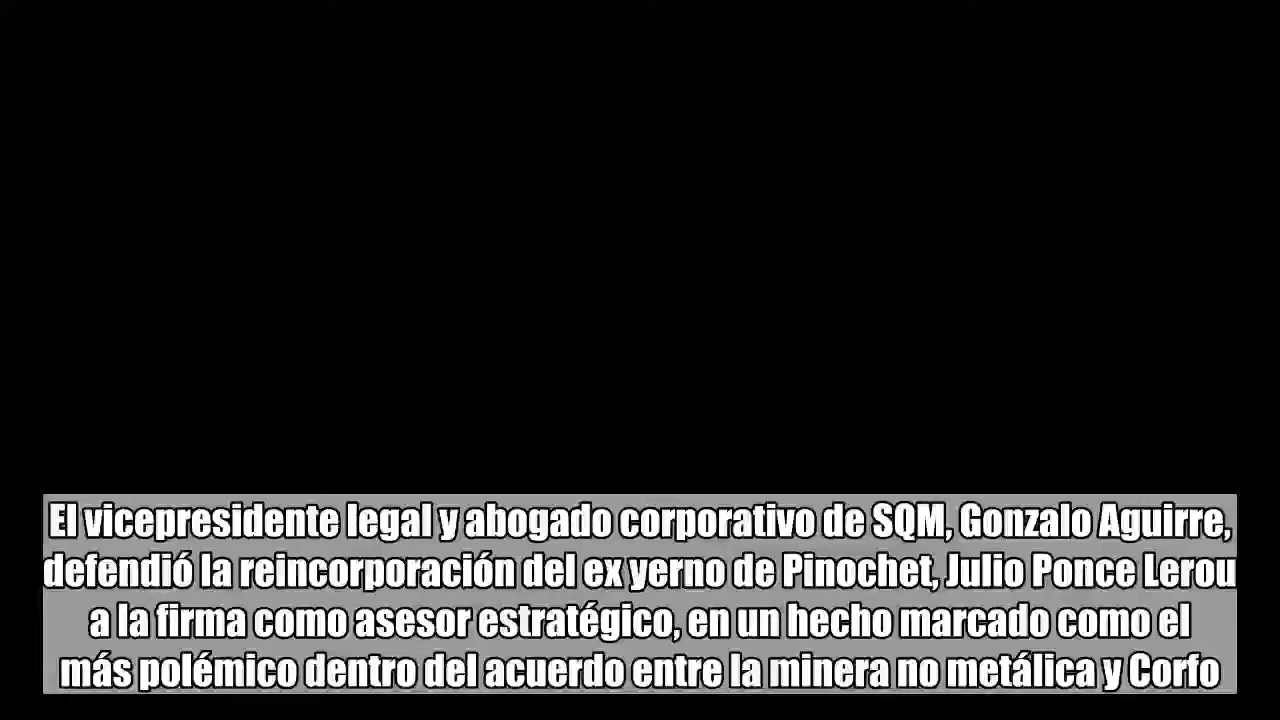 El vicepresidente legal y abogado corporativo de SQM, Gonzalo Aguirre,
defendió la reincorporación del ex yerno de Pinochet, Julio Ponce Lerou
a la firma como asesor estratégico, en un hecho marcado como el
más polémico dentro del acuerdo entre la minera no metálica y Corfo